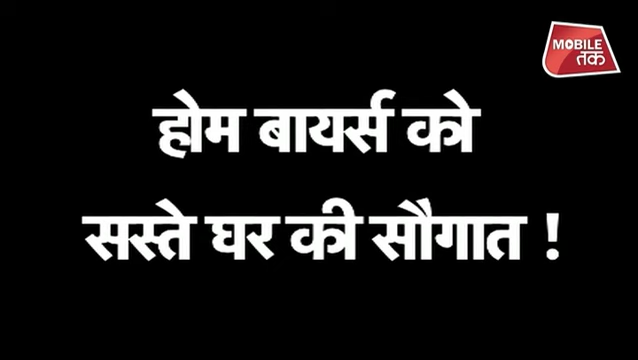 MOBILE
तक
होम बायर्स को
सस्ते घर की सौगात !